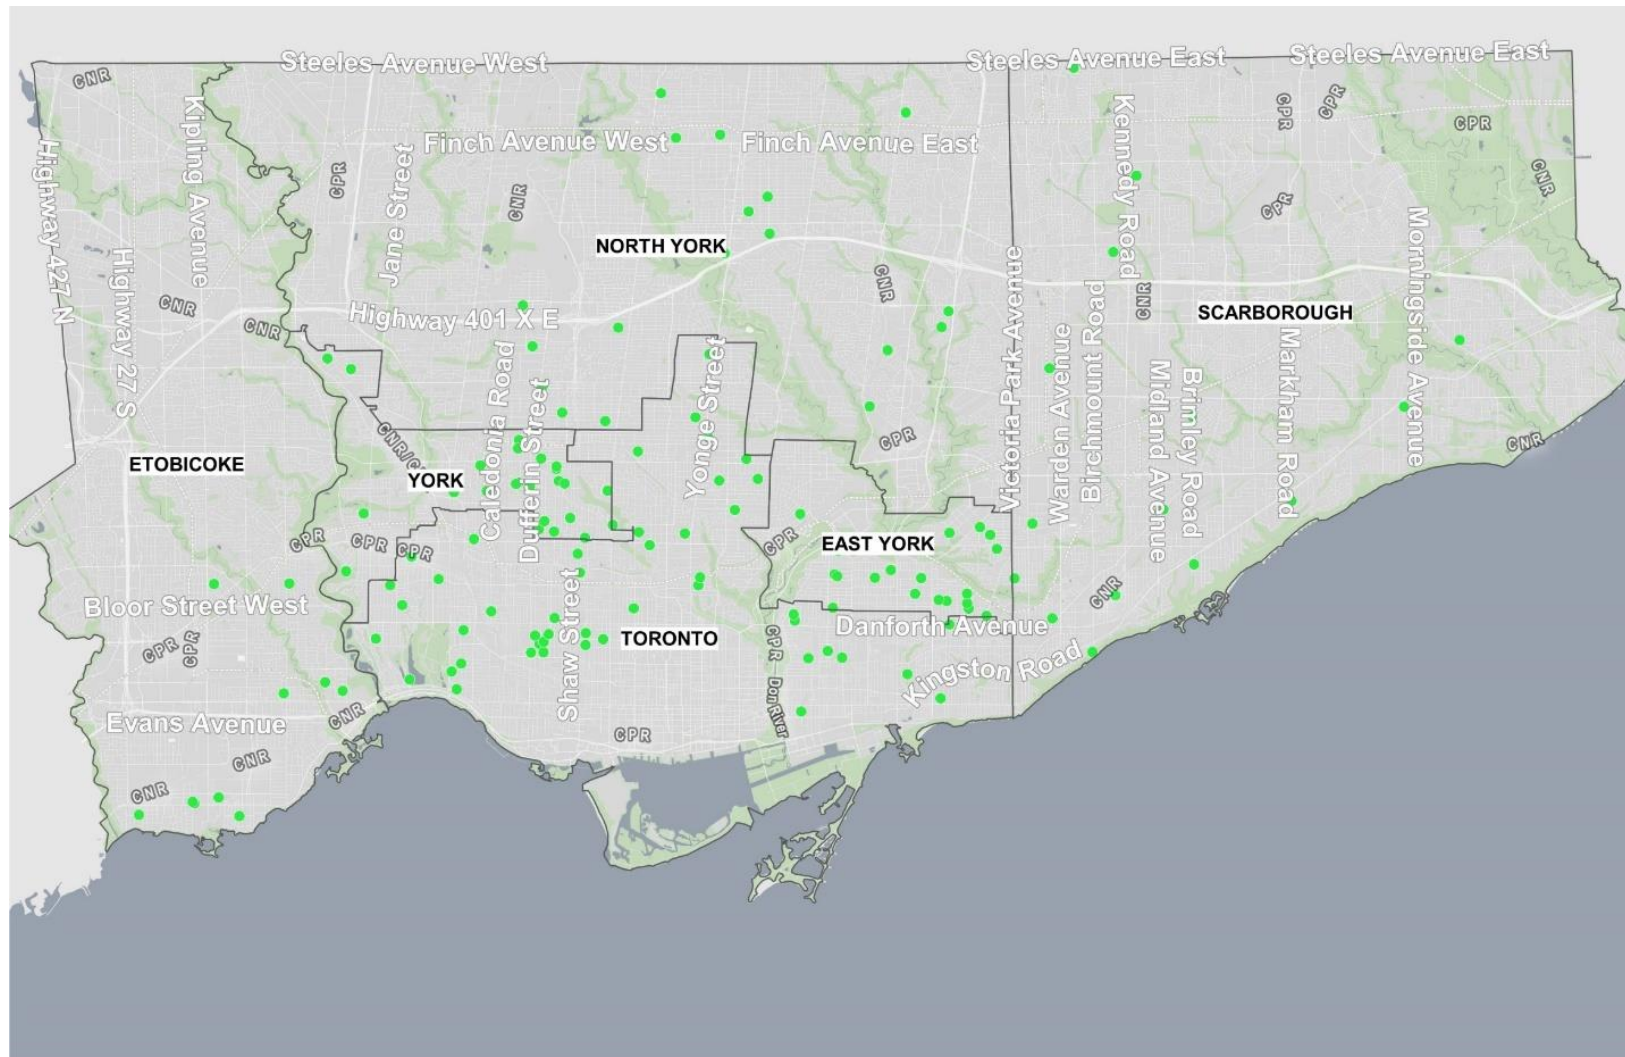 Steeles Avenue West
Steeles Avenue East
Steeles Avenue East
CNR
Kipling Avenue
Kennedy Road
CPR
CPR
CPR
Finch Avenue West
Finch Avenue East
Highway 427 N
CPR
Jane Street
CNR
CNR
CPR
Morningside Avenue
NORTH YORK
Highway 27 S
Victoria Park Avenue
CNR
CNR
CNR
SCARBOROUGH
CNR
Highway 401 X E
Birchmount Road
Warden Avenue
Markham Road
Caledonia Road
Yonge Street
Midland Avenue
Brimley Road
Dufferin Street
CNR/C
CPR
CNR
ETOBICOKE
YORK
CPR
CPR
CPR
CPR
EAST YORK
Shaw Street
CNR
Bloor Street West
TORONTO
Danforth Avenue
CPR
CPR
CPR
Don River
Kingston Road
Evans Avenue
CNR
CPR
CNR
CNR